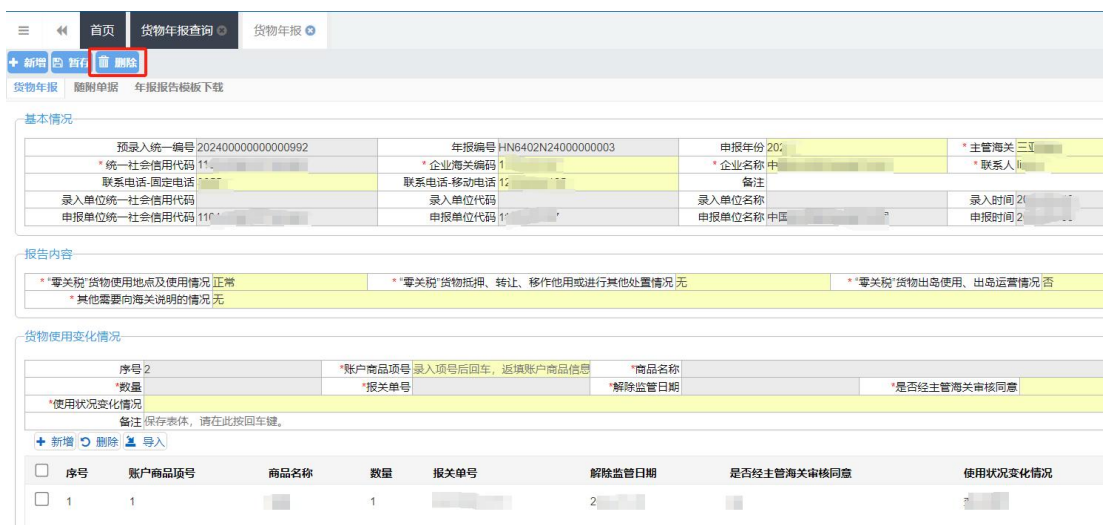 首页 货物年报查询 货物年报
新增 暂存 删除
货物年报 随附单据 年报报告模板下载
基本情况
预录入统一编号 202400000000000992 年报编号 HN6402N24000000003 申报年份 202 *主管海关 三亚
*统一社会信用代码 11 *企业海关编码 1 *企业名称 中 *联系人 li
联系电话-固定电话 联系电话-移动电话 12 备注
录入单位统一社会信用代码 录入单位代码 录入单位名称 录入时间 20
申报单位统一社会信用代码 110 申报单位代码 11 申报单位名称 中国 申报时间 2
报告内容
*“零关税”货物使用地点及使用情况 正常 *“零关税”货物抵押、转让、移作他用或进行其他处置情况 无 *“零关税”货物出岛使用、出岛运营情况 否
*其他需要向海关说明的情况 无
货物使用变化情况
序号 2 *账户商品项号 录入项号后回车，返填账户商品信息 *商品名称
*数量 *报关单号 *解除监管日期 *是否经主管海关审核同意
*使用状况变化情况
备注 保存表体，请在此按回车键。
新增 删除 导入
序号 账户商品项号 商品名称 数量 报关单号 解除监管日期 是否经主管海关审核同意 使用状况变化情况
1 1 1 2